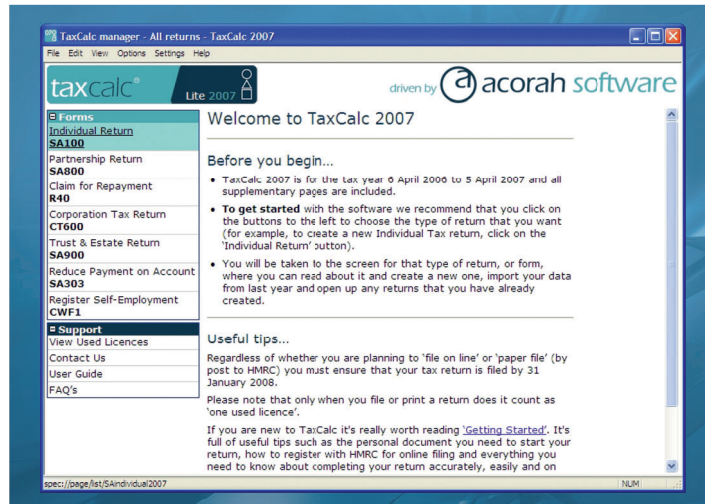 TaxCalc manager - All returns - TaxCalc 2007
File Edit View Options Settings Help
taxcalc®
Lite 2007
driven by a acorah software
Forms
Individual Return
SA100
Partnership Return
SA800
Claim for Repayment
R40
Corporation Tax Return
CT600
Trust & Estate Return
SA900
Reduce Payment on Account
SA303
Register Self-Employment
CWF1
Support
View Used Licences
Contact Us
User Guide
FAQ's
Welcome to TaxCalc 2007
Before you begin...
• TaxCalc 2007 is for the tax year 6 April 2006 to 5 April 2007 and all
supplementary pages are included.
• To get started with the software we recommend that you click on
the buttons to the left to choose the type of return that you want
(for example, to create a new Individual Tax return, click on the
'Individual Return' button).
• You will be taken to the screen for that type of return, or form,
where you can read about it and create a new one, import your data
from last year and open up any returns that you have already
created.
Useful tips...
Regardless of whether you are planning to 'file on line' or 'paper file' (by
post to HMRC) you must ensure that your tax return is filed by 31
January 2008.
Please note that only when you file or print a return does it count as
'one used licence'.
If you are new to TaxCalc it's really worth reading 'Getting Started'. It's
full of useful tips such as the personal document you need to start your
return, how to register with HMRC for online filing and everything you
need to know about completing your return accurately, easily and on
spec://page/list/SAindividual2007
NUM